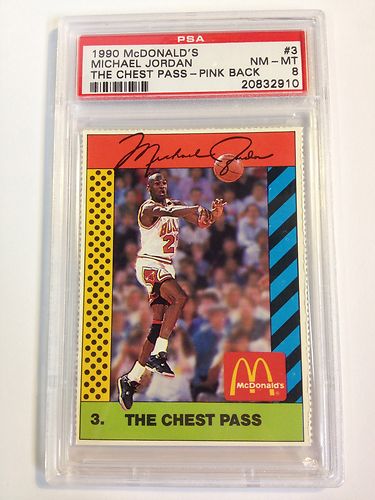 PSA
1990 McDONALD'S #3
MICHAEL JORDAN NM – MT
THE CHEST PASS – PINK BACK 8
20832910
Michael Jordan
BULLS
2
McDonald's
3. THE CHEST PASS